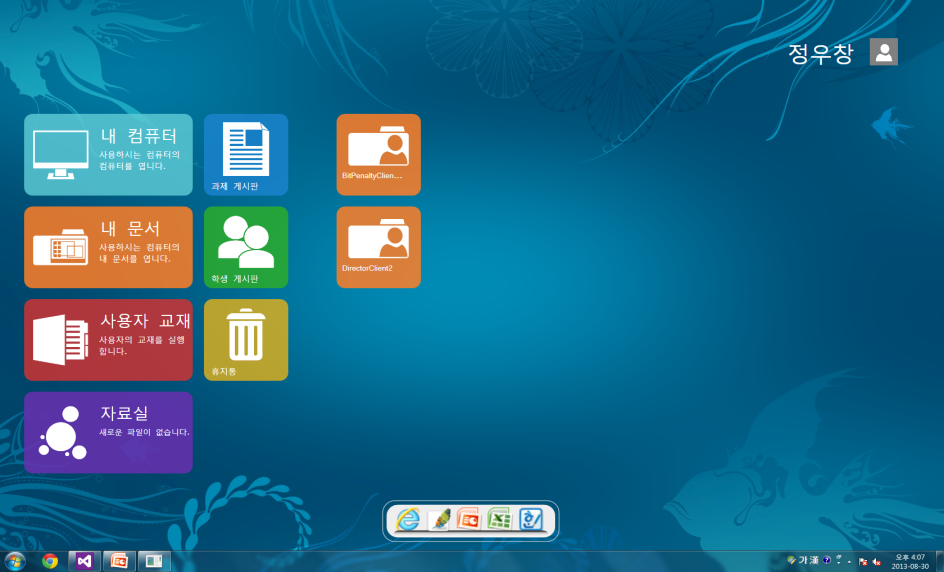 정우창
내 컴퓨터
사용하시는 컴퓨터의
컴퓨터를 엽니다.
과제 게시판
BitPenaltyClien...
내 문서
사용하시는 컴퓨터의
내 문서를 엽니다.
학생 게시판
DirectorClient2
사용자 교재
사용자의 교재를 실행
합니다.
휴지통
자료실
새로운 파일이 없습니다.
가 漢
오후 4:07
2013-08-30